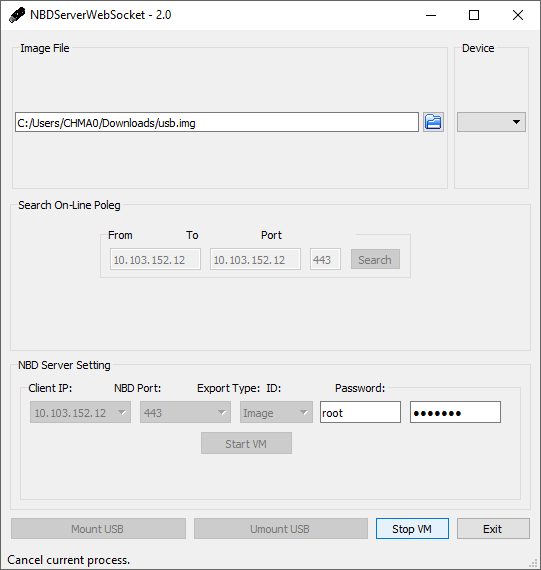 NBDServerWebSocket - 2.0
Image File
Device
C:/Users/CHMA0/Downloads/usb.img
Search On-Line Poleg
From To Port
10.103.152.12 10.103.152.12 443 Search
NBD Server Setting
Client IP: NBD Port: Export Type: ID: Password:
10.103.152.12 443 Image root •••••••
Start VM
Mount USB Umount USB Stop VM Exit
Cancel current process.